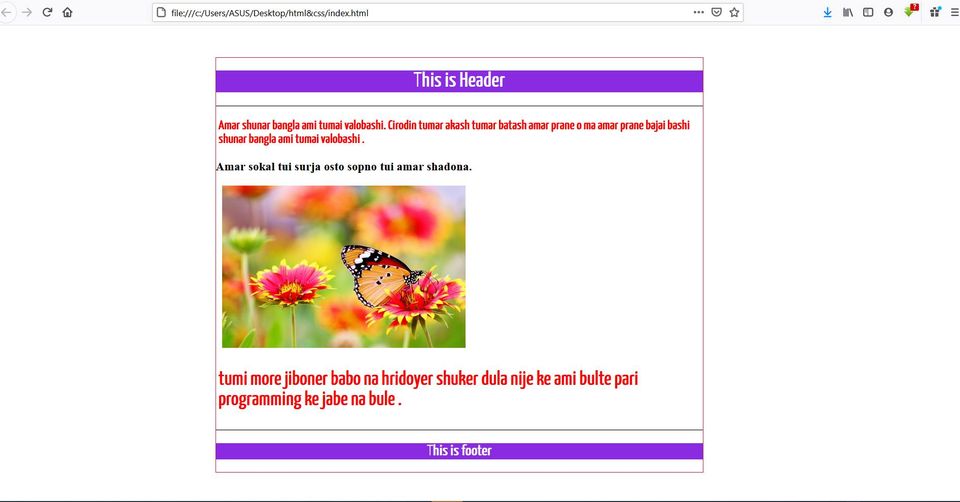 file:///c:/Users/ASUS/Desktop/html&css/index.html
?
This is Header
Amar shunar bangla ami tumai valobashi. Cirodin tumar akash tumar batash amar prane o ma amar prane bajai bashi
shunar bangla ami tumai valobashi .
Amar sokal tui surja osto sopno tui amar shadona.
tumi more jiboner babo na hridoyer shuker dula nije ke ami bulte pari
programming ke jabe na bule .
This is footer